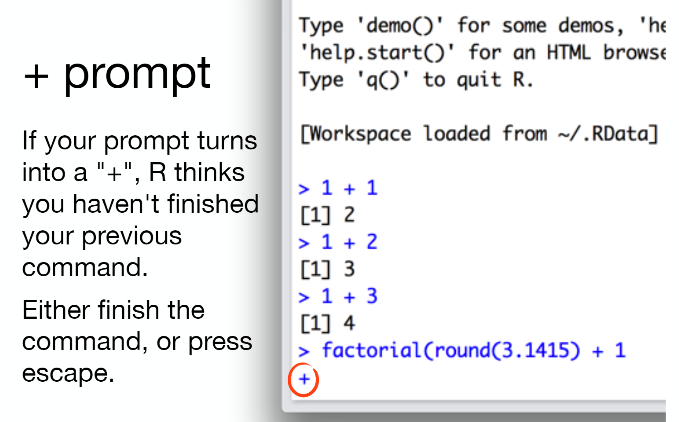 + prompt
If your prompt turns
into a "+", R thinks
you haven't finished
your previous
command.
Either finish the
command, or press
escape.
Type 'demo()' for some demos, 'he
'help.start()' for an HTML browse
Type 'q()' to quit R.
[Workspace loaded from ~/.RData]
> 1 + 1
[1] 2
> 1 + 2
[1] 3
> 1 + 3
[1] 4
> factorial(round(3.1415) + 1
+